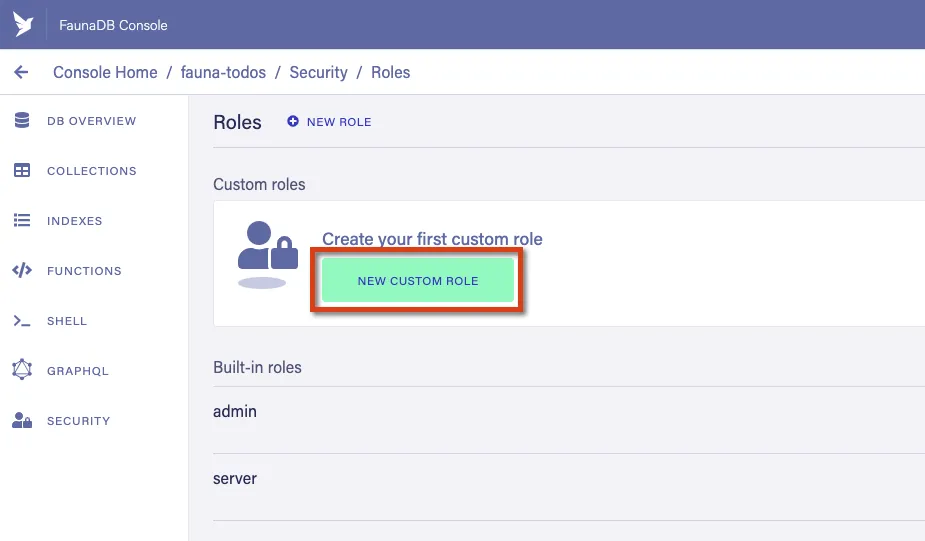 FaunaDB Console
Console Home / fauna-todos / Security / Roles
DB OVERVIEW
COLLECTIONS
INDEXES
FUNCTIONS
SHELL
GRAPHQL
SECURITY
Roles NEW ROLE
Custom roles
Create your first custom role
NEW CUSTOM ROLE
Built-in roles
admin
server